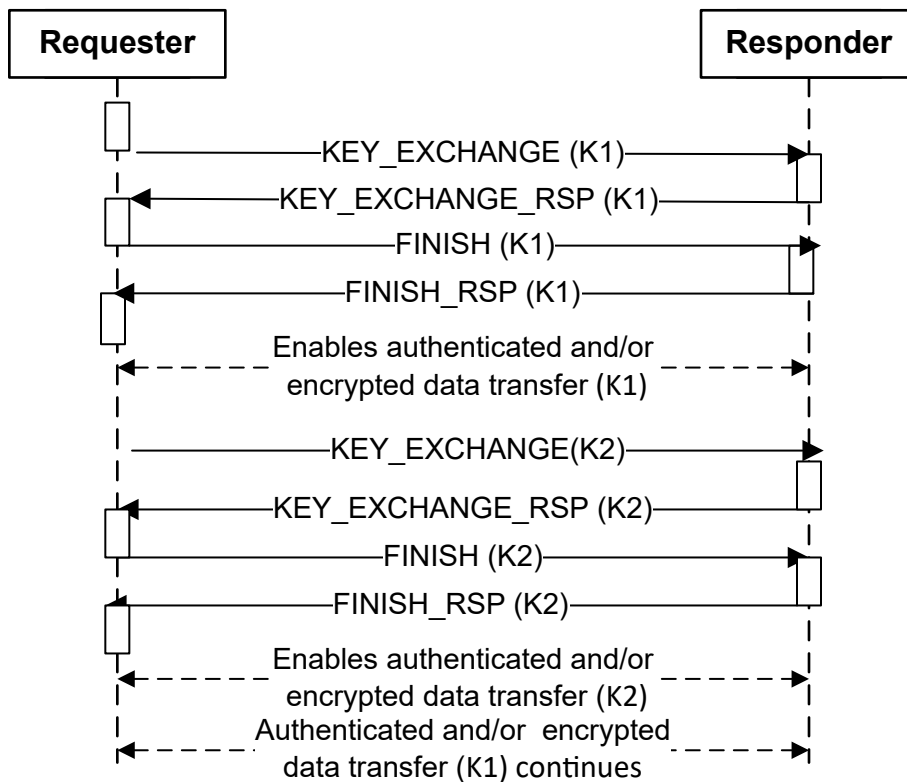 Requester
Responder
KEY_EXCHANGE (K1)
KEY_EXCHANGE_RSP (K1)
FINISH (K1)
FINISH_RSP (K1)
Enables authenticated and/or
encrypted data transfer (K1)
KEY_EXCHANGE(K2)
KEY_EXCHANGE_RSP (K2)
FINISH (K2)
FINISH_RSP (K2)
Enables authenticated and/or
encrypted data transfer (K2)
Authenticated and/or encrypted
data transfer (K1) continues